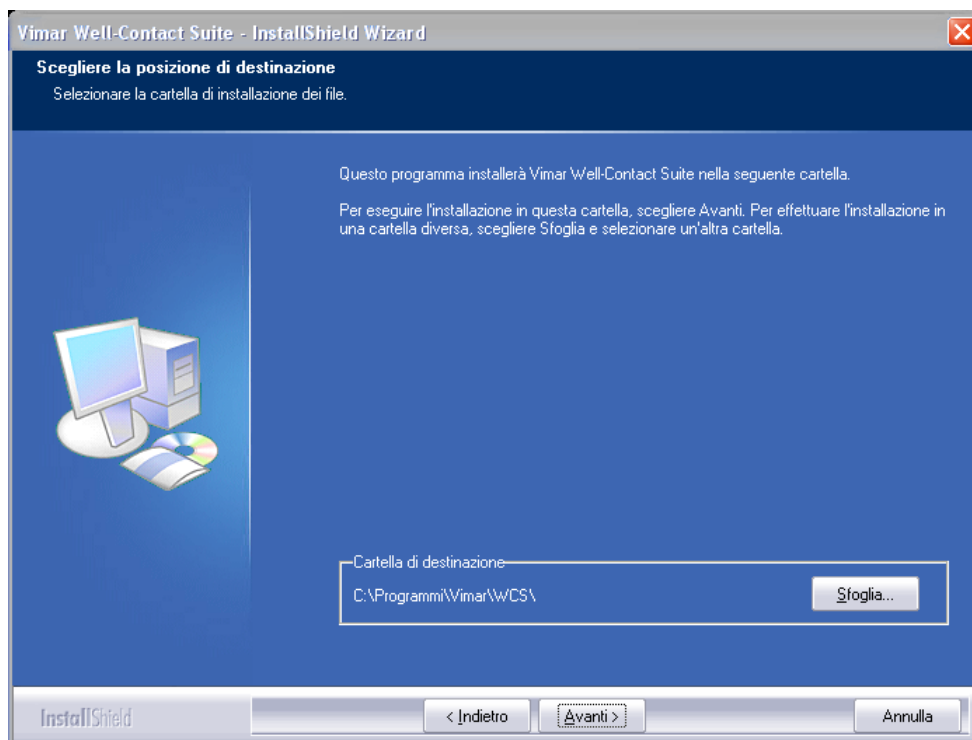 Vimar Well-Contact Suite - InstallShield Wizard
Scegliere la posizione di destinazione
Selezionare la cartella di installazione dei file.
Questo programma installerà Vimar Well-Contact Suite nella seguente cartella.
Per eseguire l'installazione in questa cartella, scegliere Avanti. Per effettuare l'installazione in
una cartella diversa, scegliere Sfoglia e selezionare un'altra cartella.
Cartella di destinazione
C:\Programmi\Vimar\WCS\
Sfoglia...
InstallShield
< Indietro
Avanti >
Annulla